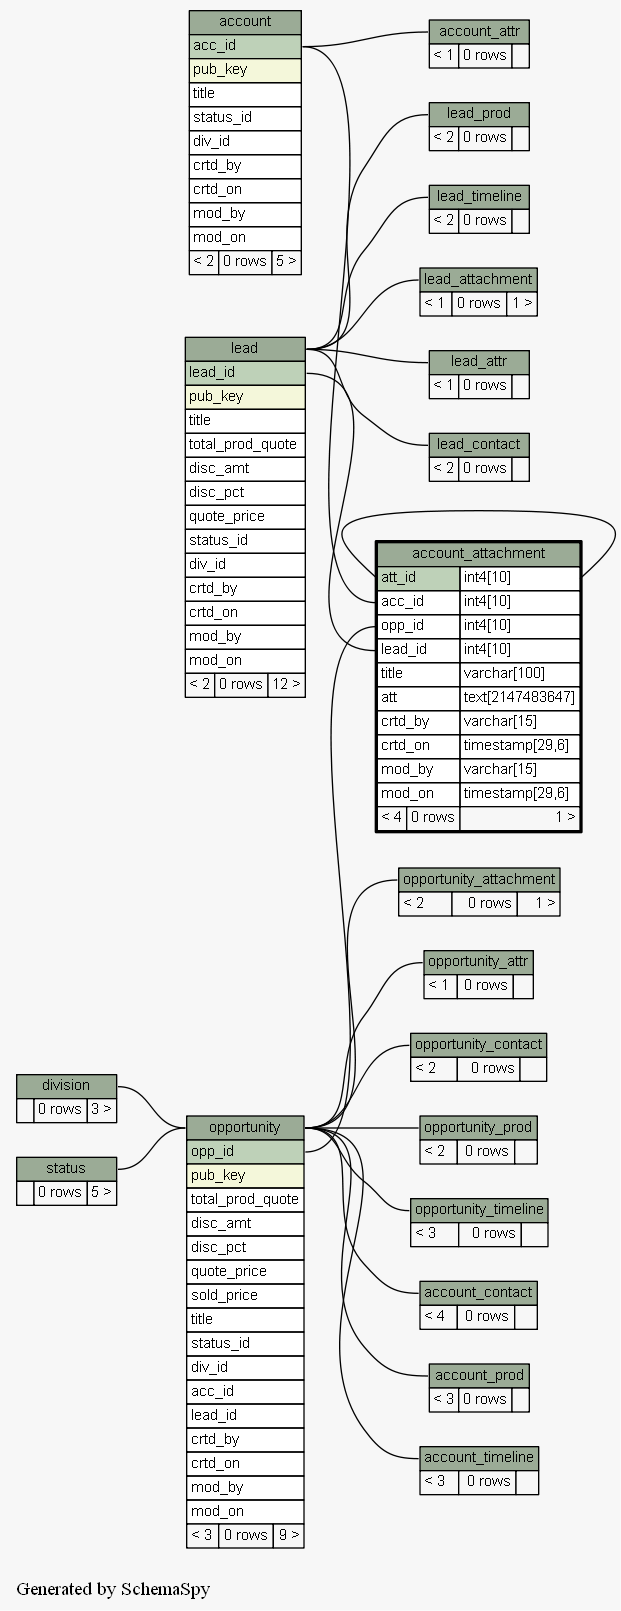 account
acc_id
pub_key
title
status_id
div_id
crtd_by
crtd_on
mod_by
mod_on
< 2 0 rows 5 >
account_attr
< 1 0 rows
lead_prod
< 2 0 rows
lead_timeline
< 2 0 rows
lead_attachment
< 1 0 rows 1 >
lead_attr
< 1 0 rows
lead_contact
< 2 0 rows
lead
lead_id
pub_key
title
total_prod_quote
disc_amt
disc_pct
quote_price
status_id
div_id
crtd_by
crtd_on
mod_by
mod_on
< 2 0 rows 12 >
account_attachment
att_id int4[10]
acc_id int4[10]
opp_id int4[10]
lead_id int4[10]
title varchar[100]
att text[2147483647]
crtd_by varchar[15]
crtd_on timestamp[29,6]
mod_by varchar[15]
mod_on timestamp[29,6]
< 4 0 rows 1 >
opportunity_attachment
< 2 0 rows 1 >
opportunity_attr
< 1 0 rows
opportunity_contact
< 2 0 rows
opportunity_prod
< 2 0 rows
opportunity_timeline
< 3 0 rows
account_contact
< 4 0 rows
account_prod
< 3 0 rows
account_timeline
< 3 0 rows
division
0 rows 3 >
status
0 rows 5 >
opportunity
opp_id
pub_key
total_prod_quote
disc_amt
disc_pct
quote_price
sold_price
title
status_id
div_id
acc_id
lead_id
crtd_by
crtd_on
mod_by
mod_on
< 3 0 rows 9 >
Generated by SchemaSpy